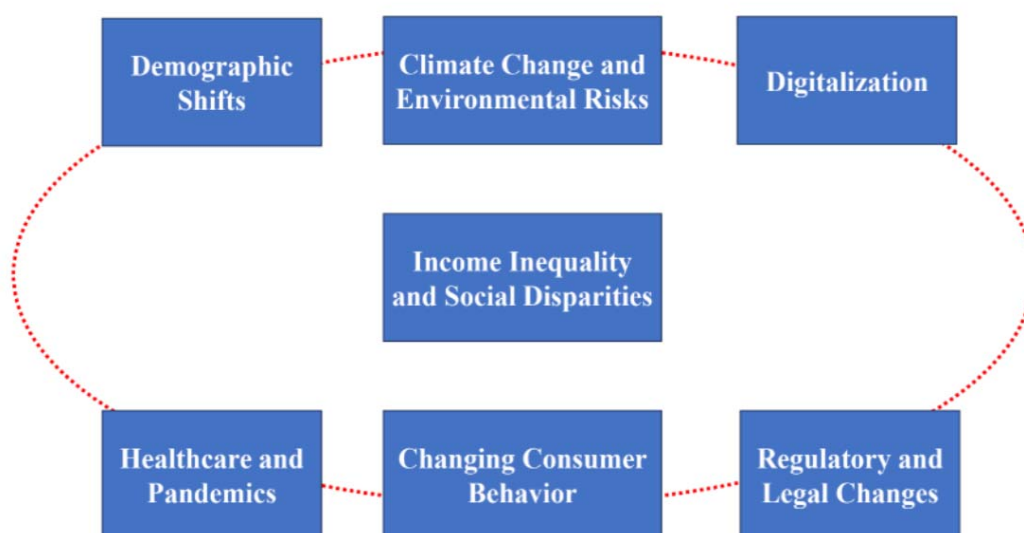 Demographic
Shifts
Climate Change and
Environmental Risks
Digitalization
Income Inequality
and Social Disparities
Healthcare and
Pandemics
Changing Consumer
Behavior
Regulatory and
Legal Changes